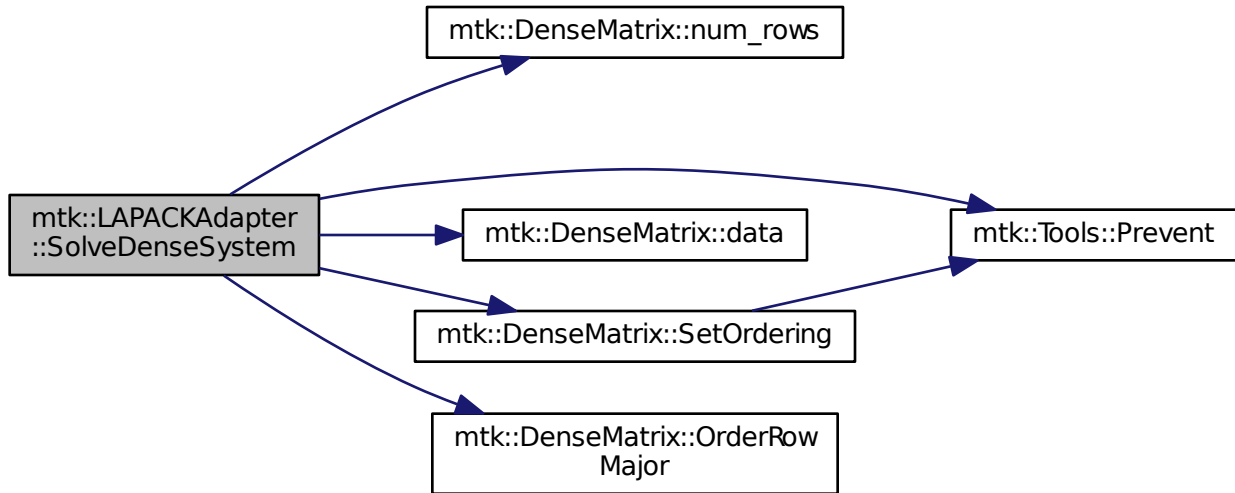 mtk::DenseMatrix::num_rows
mtk::LAPACKAdapter
::SolveDenseSystem
mtk::DenseMatrix::data
mtk::Tools::Prevent
mtk::DenseMatrix::SetOrdering
mtk::DenseMatrix::OrderRow
Major